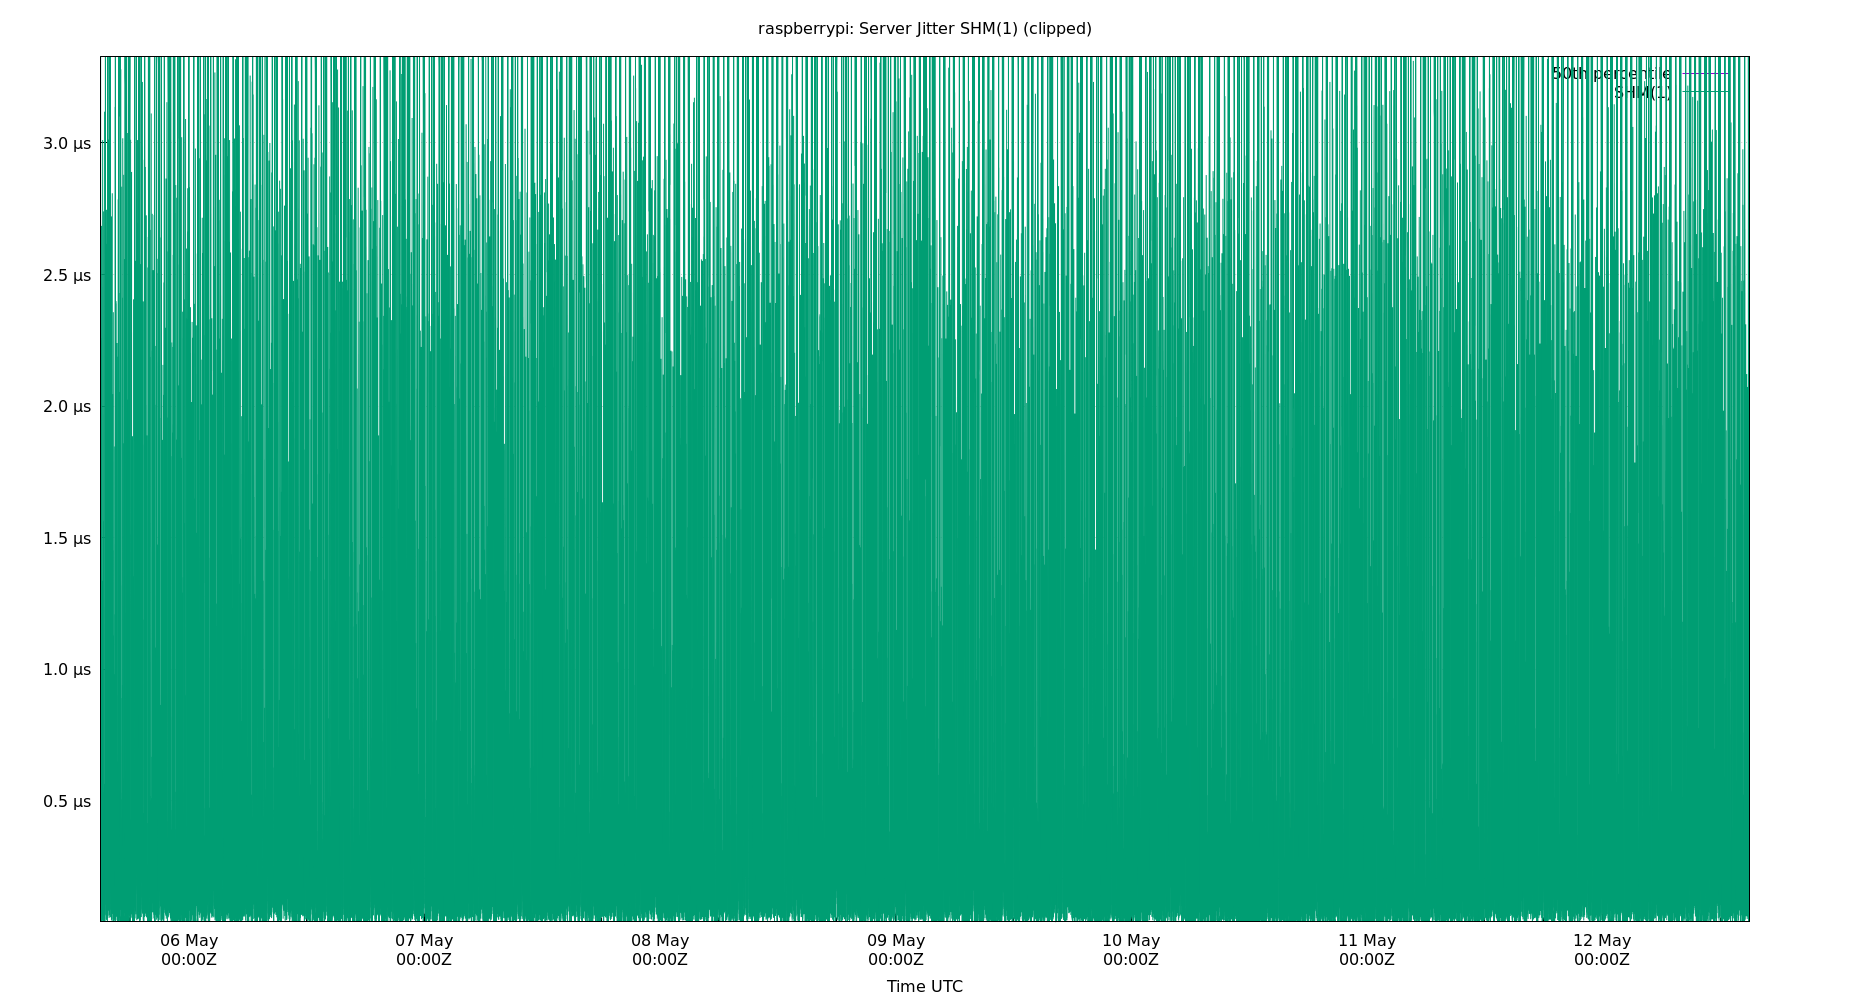 raspberrypi: Server Jitter SHM(1) (clipped)
50th percentile
SHM(1)
3.0 µs
2.5 µs
2.0 µs
1.5 µs
1.0 µs
0.5 µs
06 May 07 May 08 May 09 May 10 May 11 May 12 May
00:00Z 00:00Z 00:00Z 00:00Z 00:00Z 00:00Z 00:00Z
Time UTC